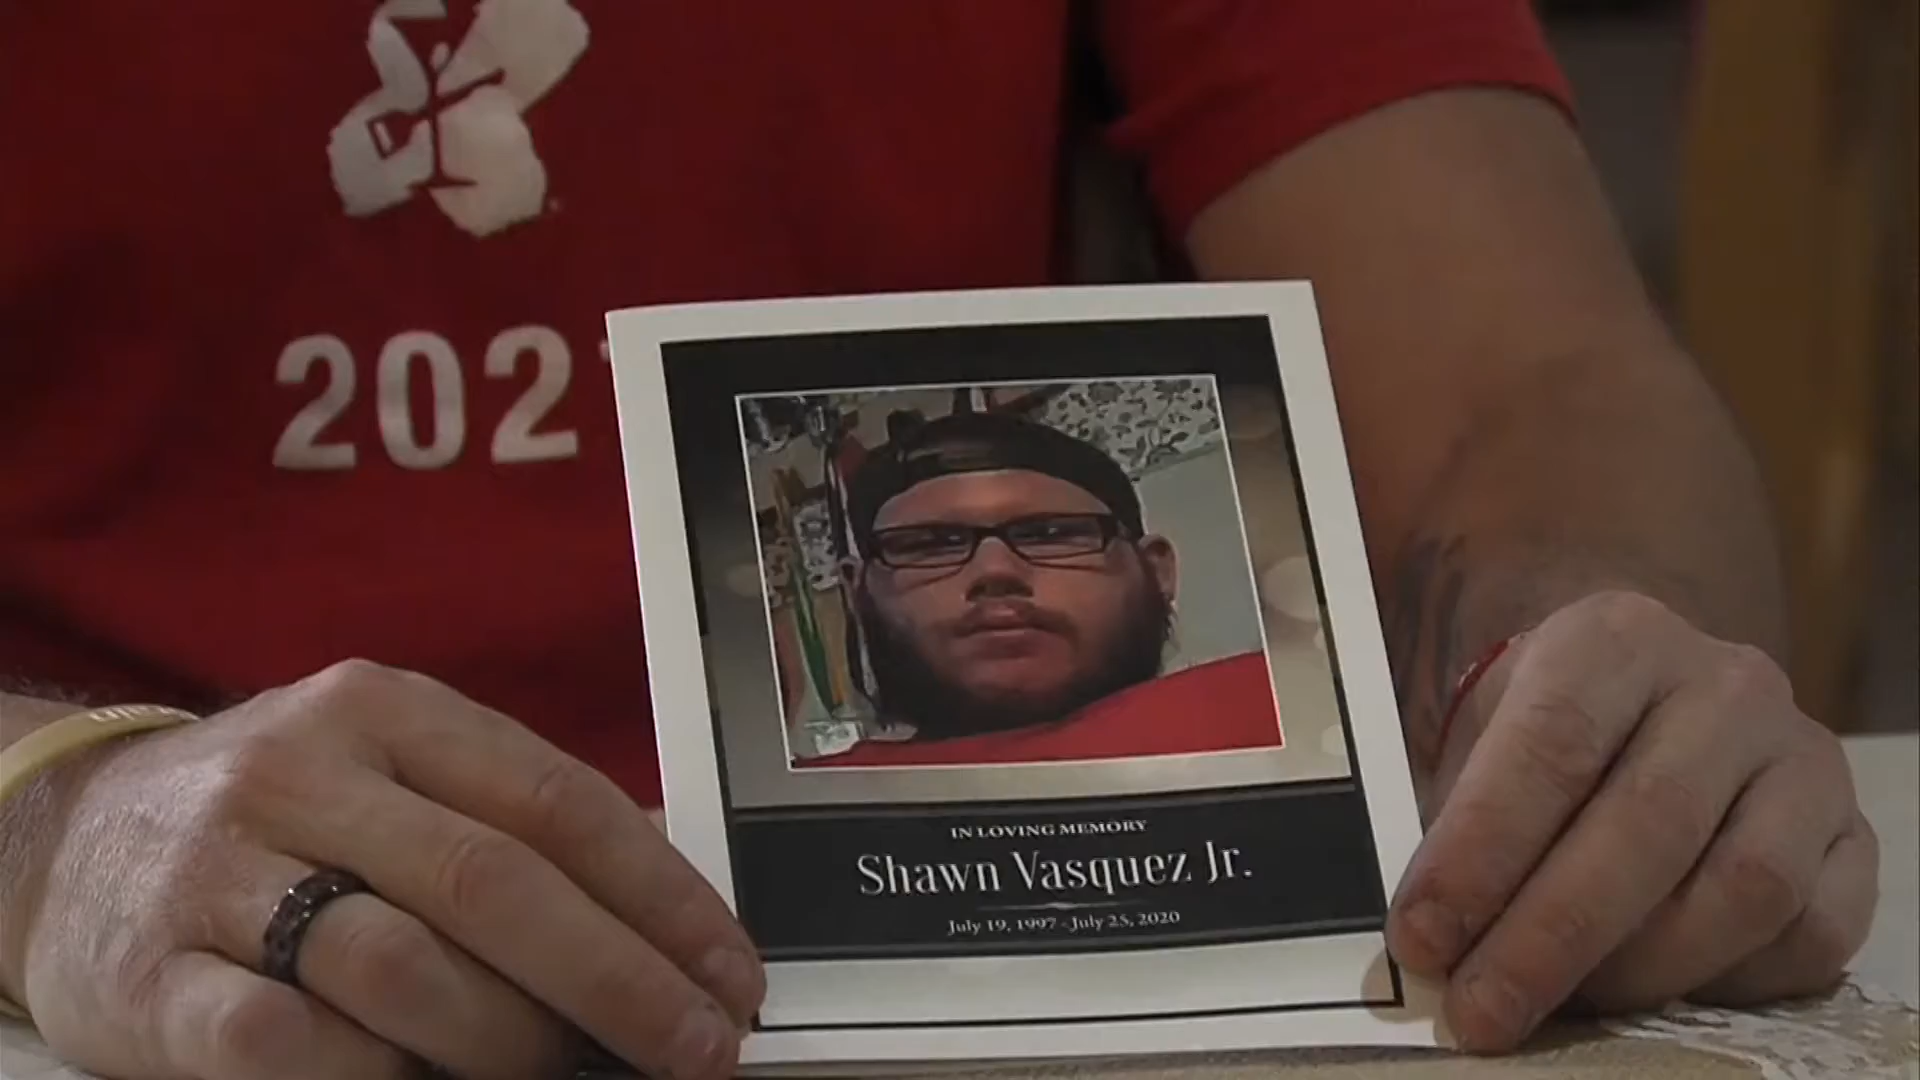 202
IN LOVING MEMORY
Shawn Vasquez Jr.
July 19, 1997 - July 25, 2020